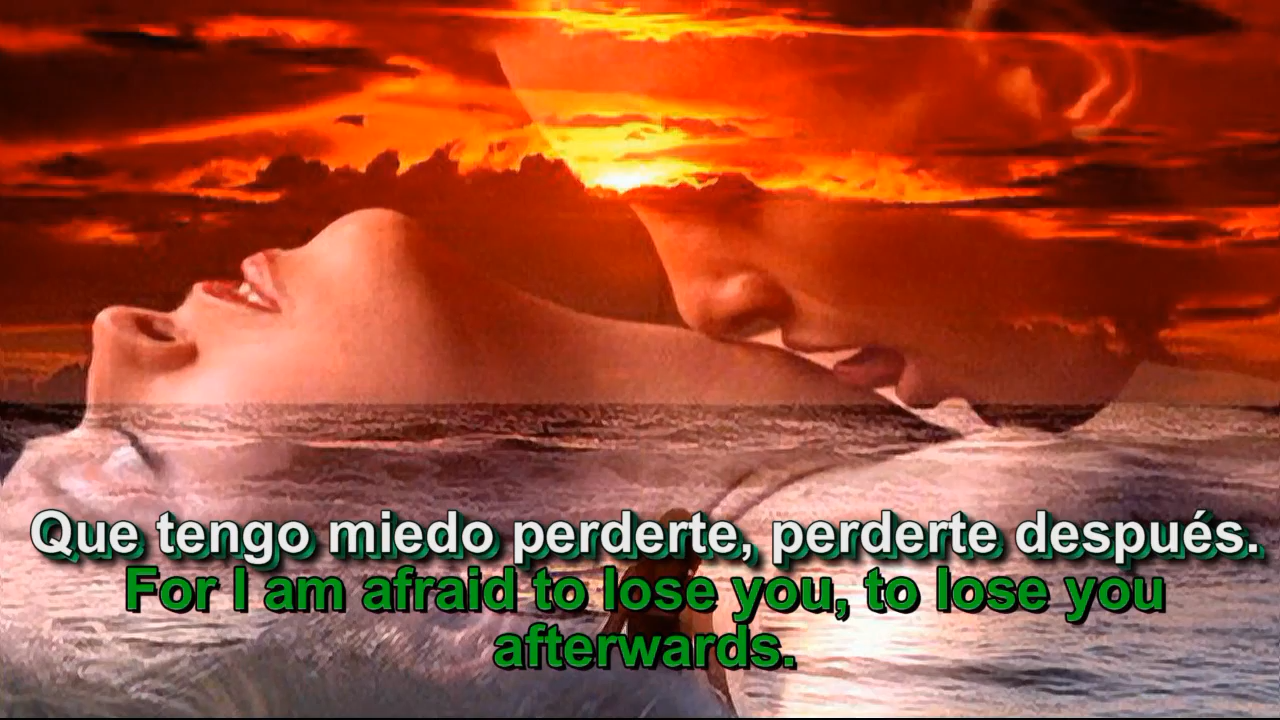 Que tengo miedo perderte, perderte después.
For I am afraid to lose you, to lose you
afterwards.